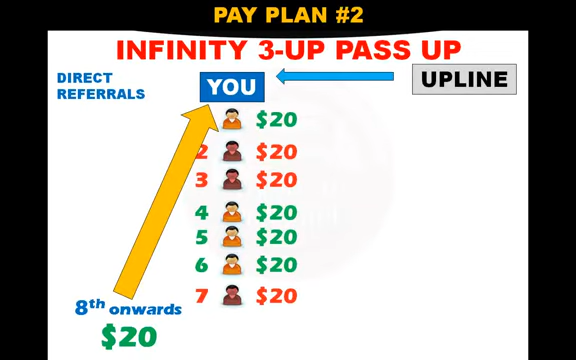 PAY PLAN #2
INFINITY 3-UP PASS UP
DIRECT
REFERRALS
YOU
UPLINE
$20
2 $20
3 $20
4 $20
5 $20
6 $20
7 $20
8th onwards
$20